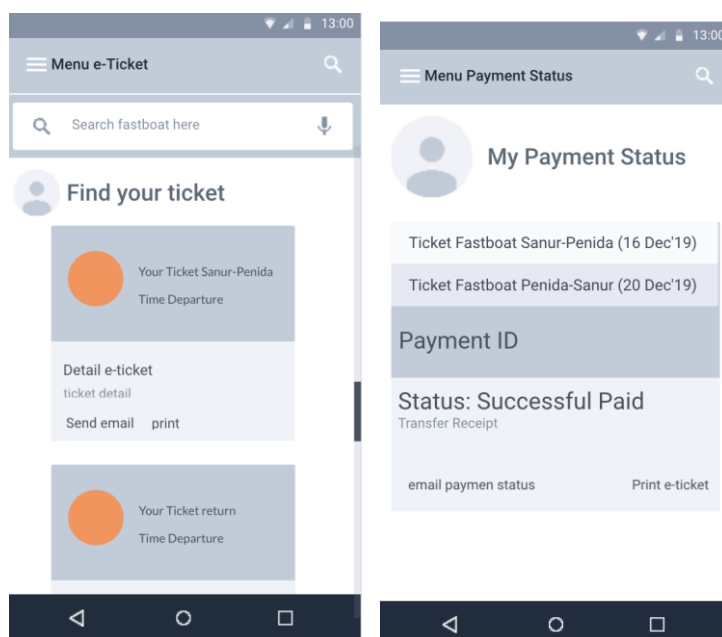 13:00
Menu e-Ticket
Search fastboat here
Find your ticket
Your Ticket Sanur-Penida
Time Departure
Detail e-ticket
ticket detail
Send email print
Your Ticket return
Time Departure
13:00
Menu Payment Status
My Payment Status
Ticket Fastboat Sanur-Penida (16 Dec'19)
Ticket Fastboat Penida-Sanur (20 Dec'19)
Payment ID
Status: Successful Paid
Transfer Receipt
email paymen status Print e-ticket